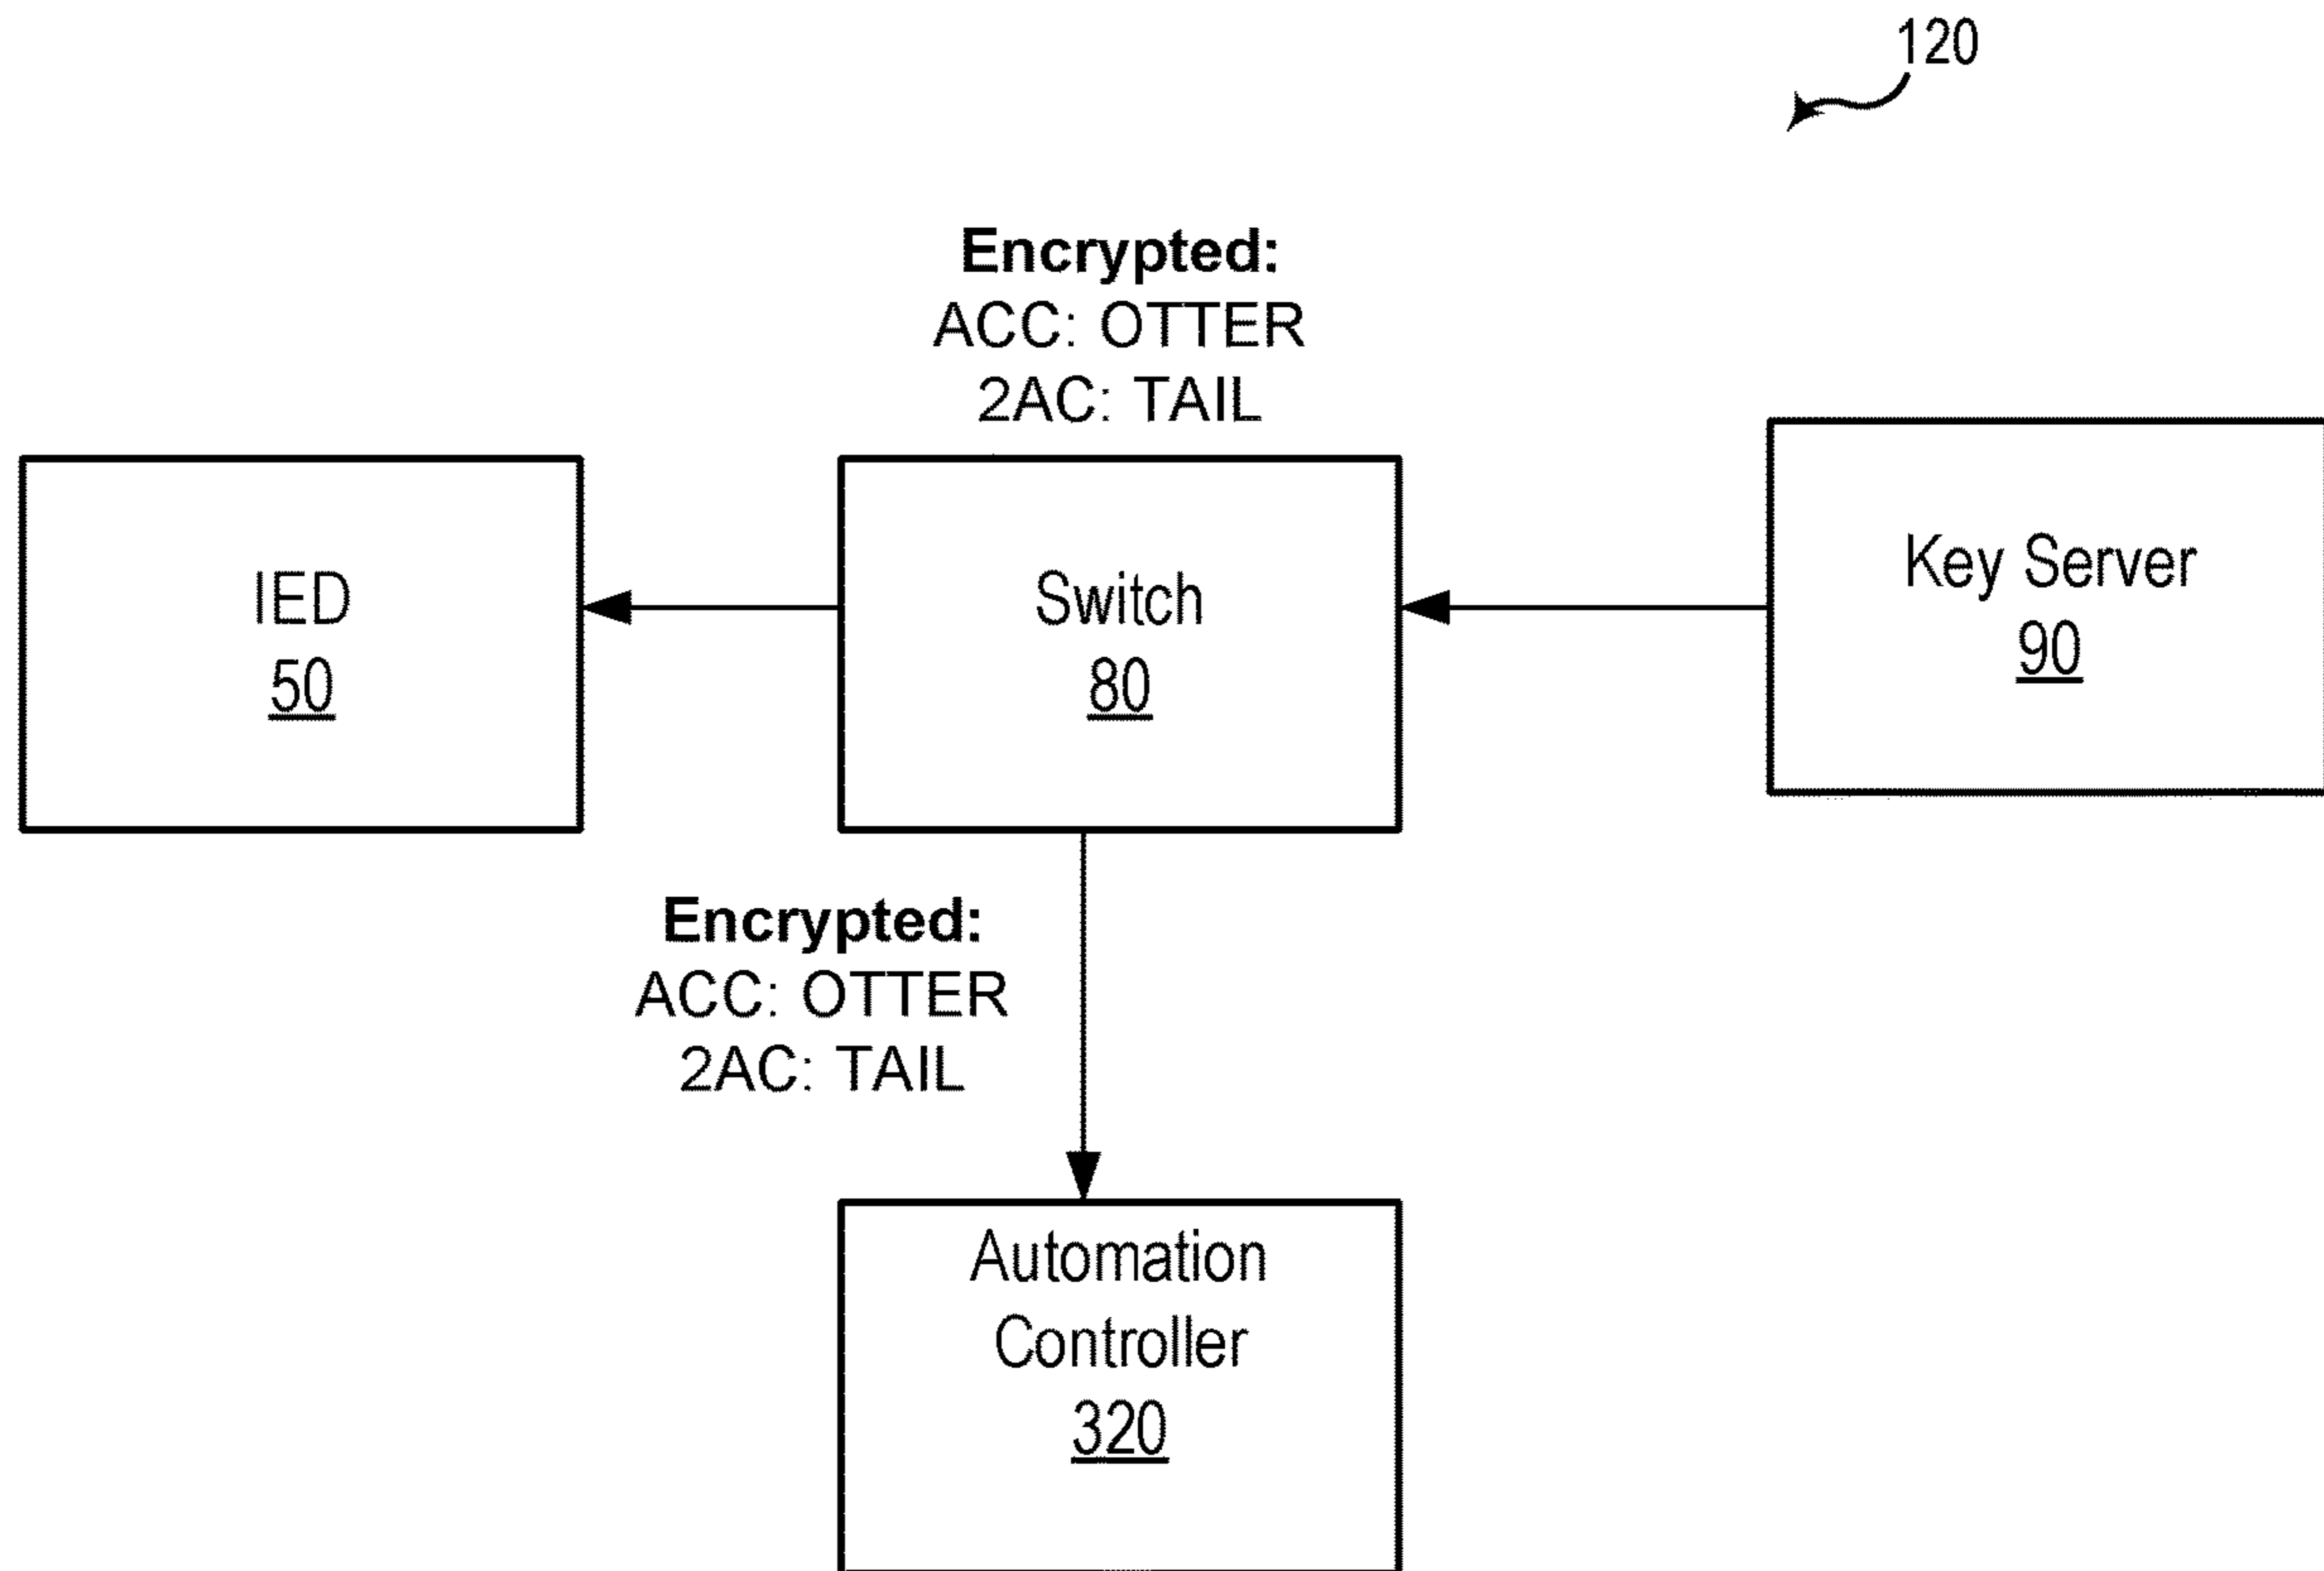 120
Encrypted:
ACC: OTTER
2AC: TAIL
IED
50
Switch
80
Key Server
90
Encrypted:
ACC: OTTER
2AC: TAIL
Automation
Controller
320